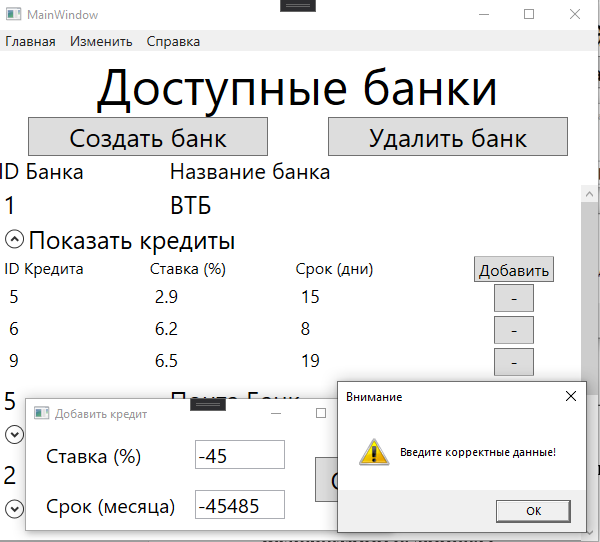 MainWindow
Главная Изменить Справка
Доступные банки
Создать банк Удалить банк
ID Банка Название банка
1 ВТБ
Показать кредиты
ID Кредита Ставка (%) Срок (дни) Добавить
5 2.9 15 -
6 6.2 8 -
9 6.5 19 -
5
2
Добавить кредит
Ставка (%) -45
Срок (месяца) -45485
Внимание
Введите корректные данные!
OK